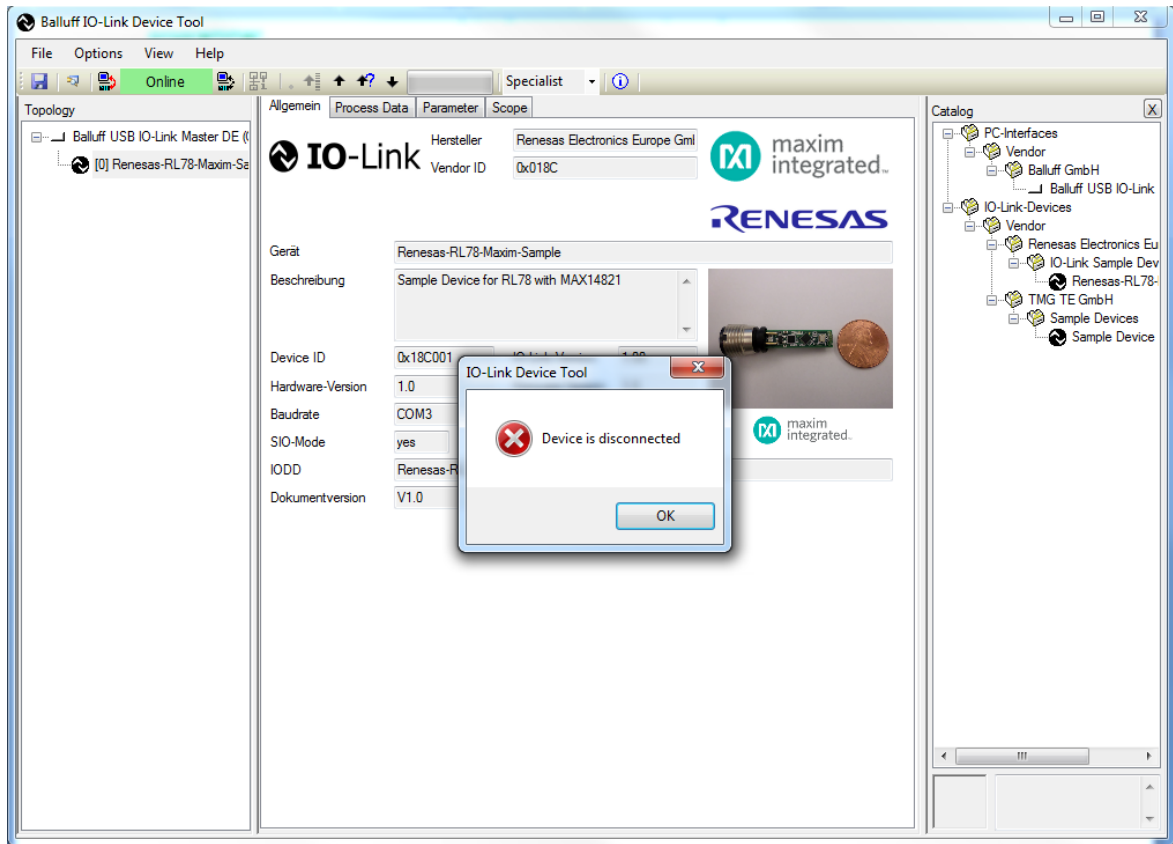 Balluff IO-Link Device Tool
File Options View Help
Online Specialist
Topology
Balluff USB IO-Link Master DE (
[0] Renesas-RL78-Maxim-Sa
Allgemein Process Data Parameter Scope
IO-Link
Hersteller Renesas Electronics Europe Gml
Vendor ID 0x018C
maxim
integrated™
RENESAS
Gerät Renesas-RL78-Maxim-Sample
Beschreibung Sample Device for RL78 with MAX14821
Device ID 0x18C001
Hardware-Version 1.0
Baudrate COM3
SIO-Mode yes
IODD Renesas-R
Dokumentversion V1.0
maxim
integrated™
IO-Link Device Tool
Device is disconnected
OK
Catalog
PC-Interfaces
Vendor
Balluff GmbH
Balluff USB IO-Link
IO-Link-Devices
Vendor
Renesas Electronics Eu
IO-Link Sample Dev
Renesas-RL78-
TMG TE GmbH
Sample Devices
Sample Device